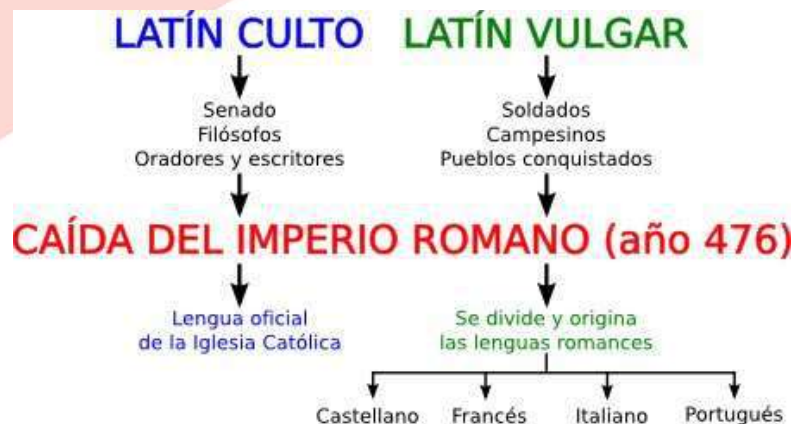 LATÍN CULTO
LATÍN VULGAR
Senado
Filósofos
Oradores y escritores
Soldados
Campesinos
Pueblos conquistados
CAÍDA DEL IMPERIO ROMANO (año 476)
Lengua oficial
de la Iglesia Católica
Se divide y origina
las lenguas romances
Castellano
Francés
Italiano
Portugués